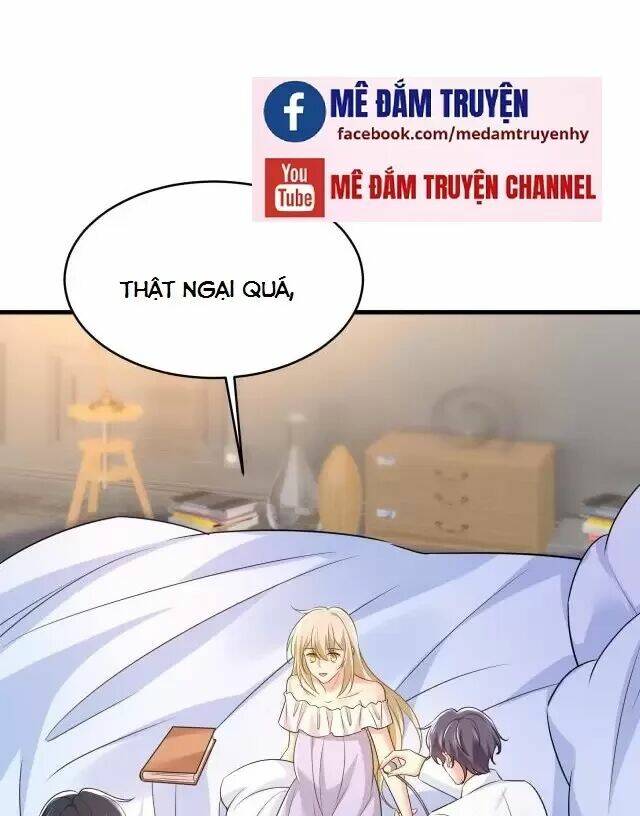 MÊ ĐẮM TRUYỆN
facebook.com/medamtruyenhy
You
Tube
MÊ ĐẮM TRUYỆN CHANNEL
THẬT NGẠI QUÁ,